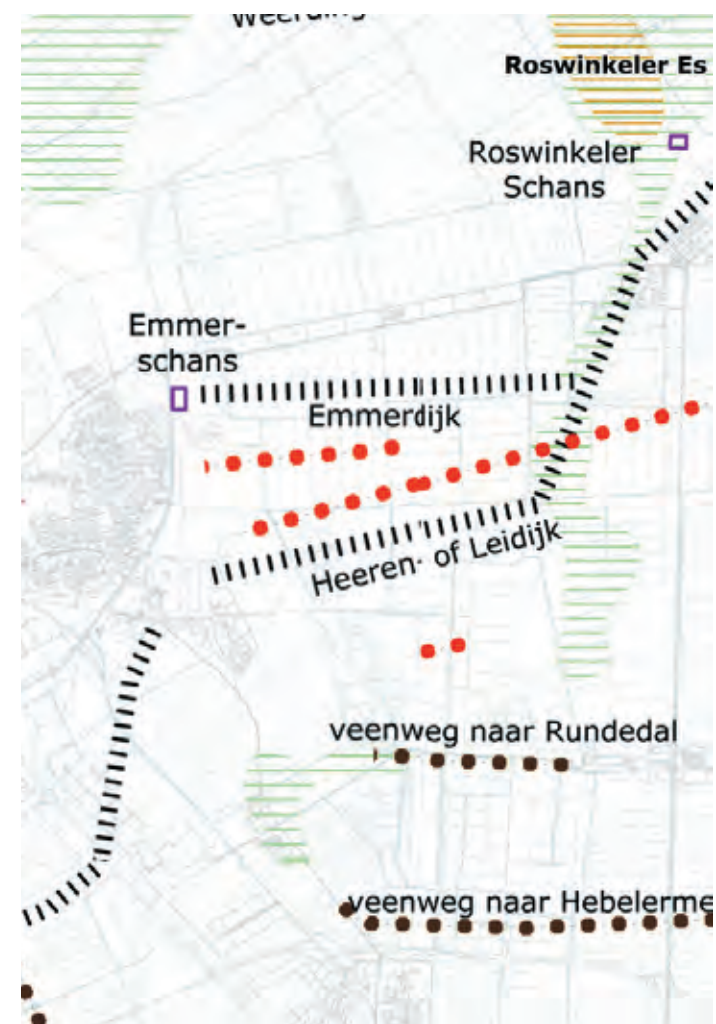 Roswinkeler Es
Roswinkeler
Schans
Emmer-
schans
Emmerdijk
Heeren- of Leidijk
veenweg naar Rundedal
veenweg naar Hebelerme